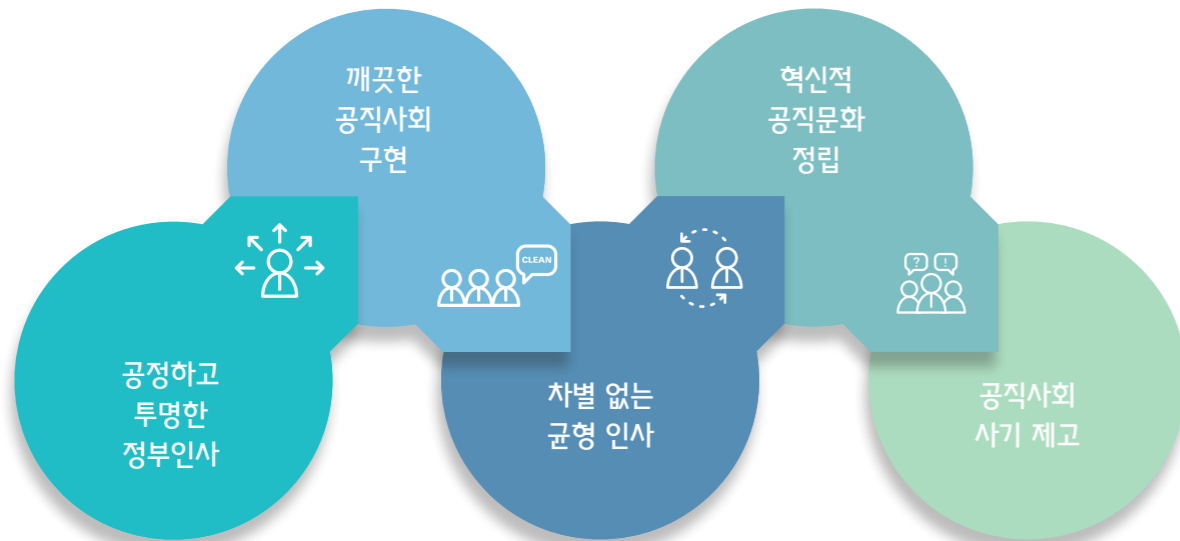 공정하고
투명한
정부인사
깨끗한
공직사회
구현
CLEAN
차별 없는
균형 인사
혁신적
공직문화
정립
? !
공직사회
사기 제고